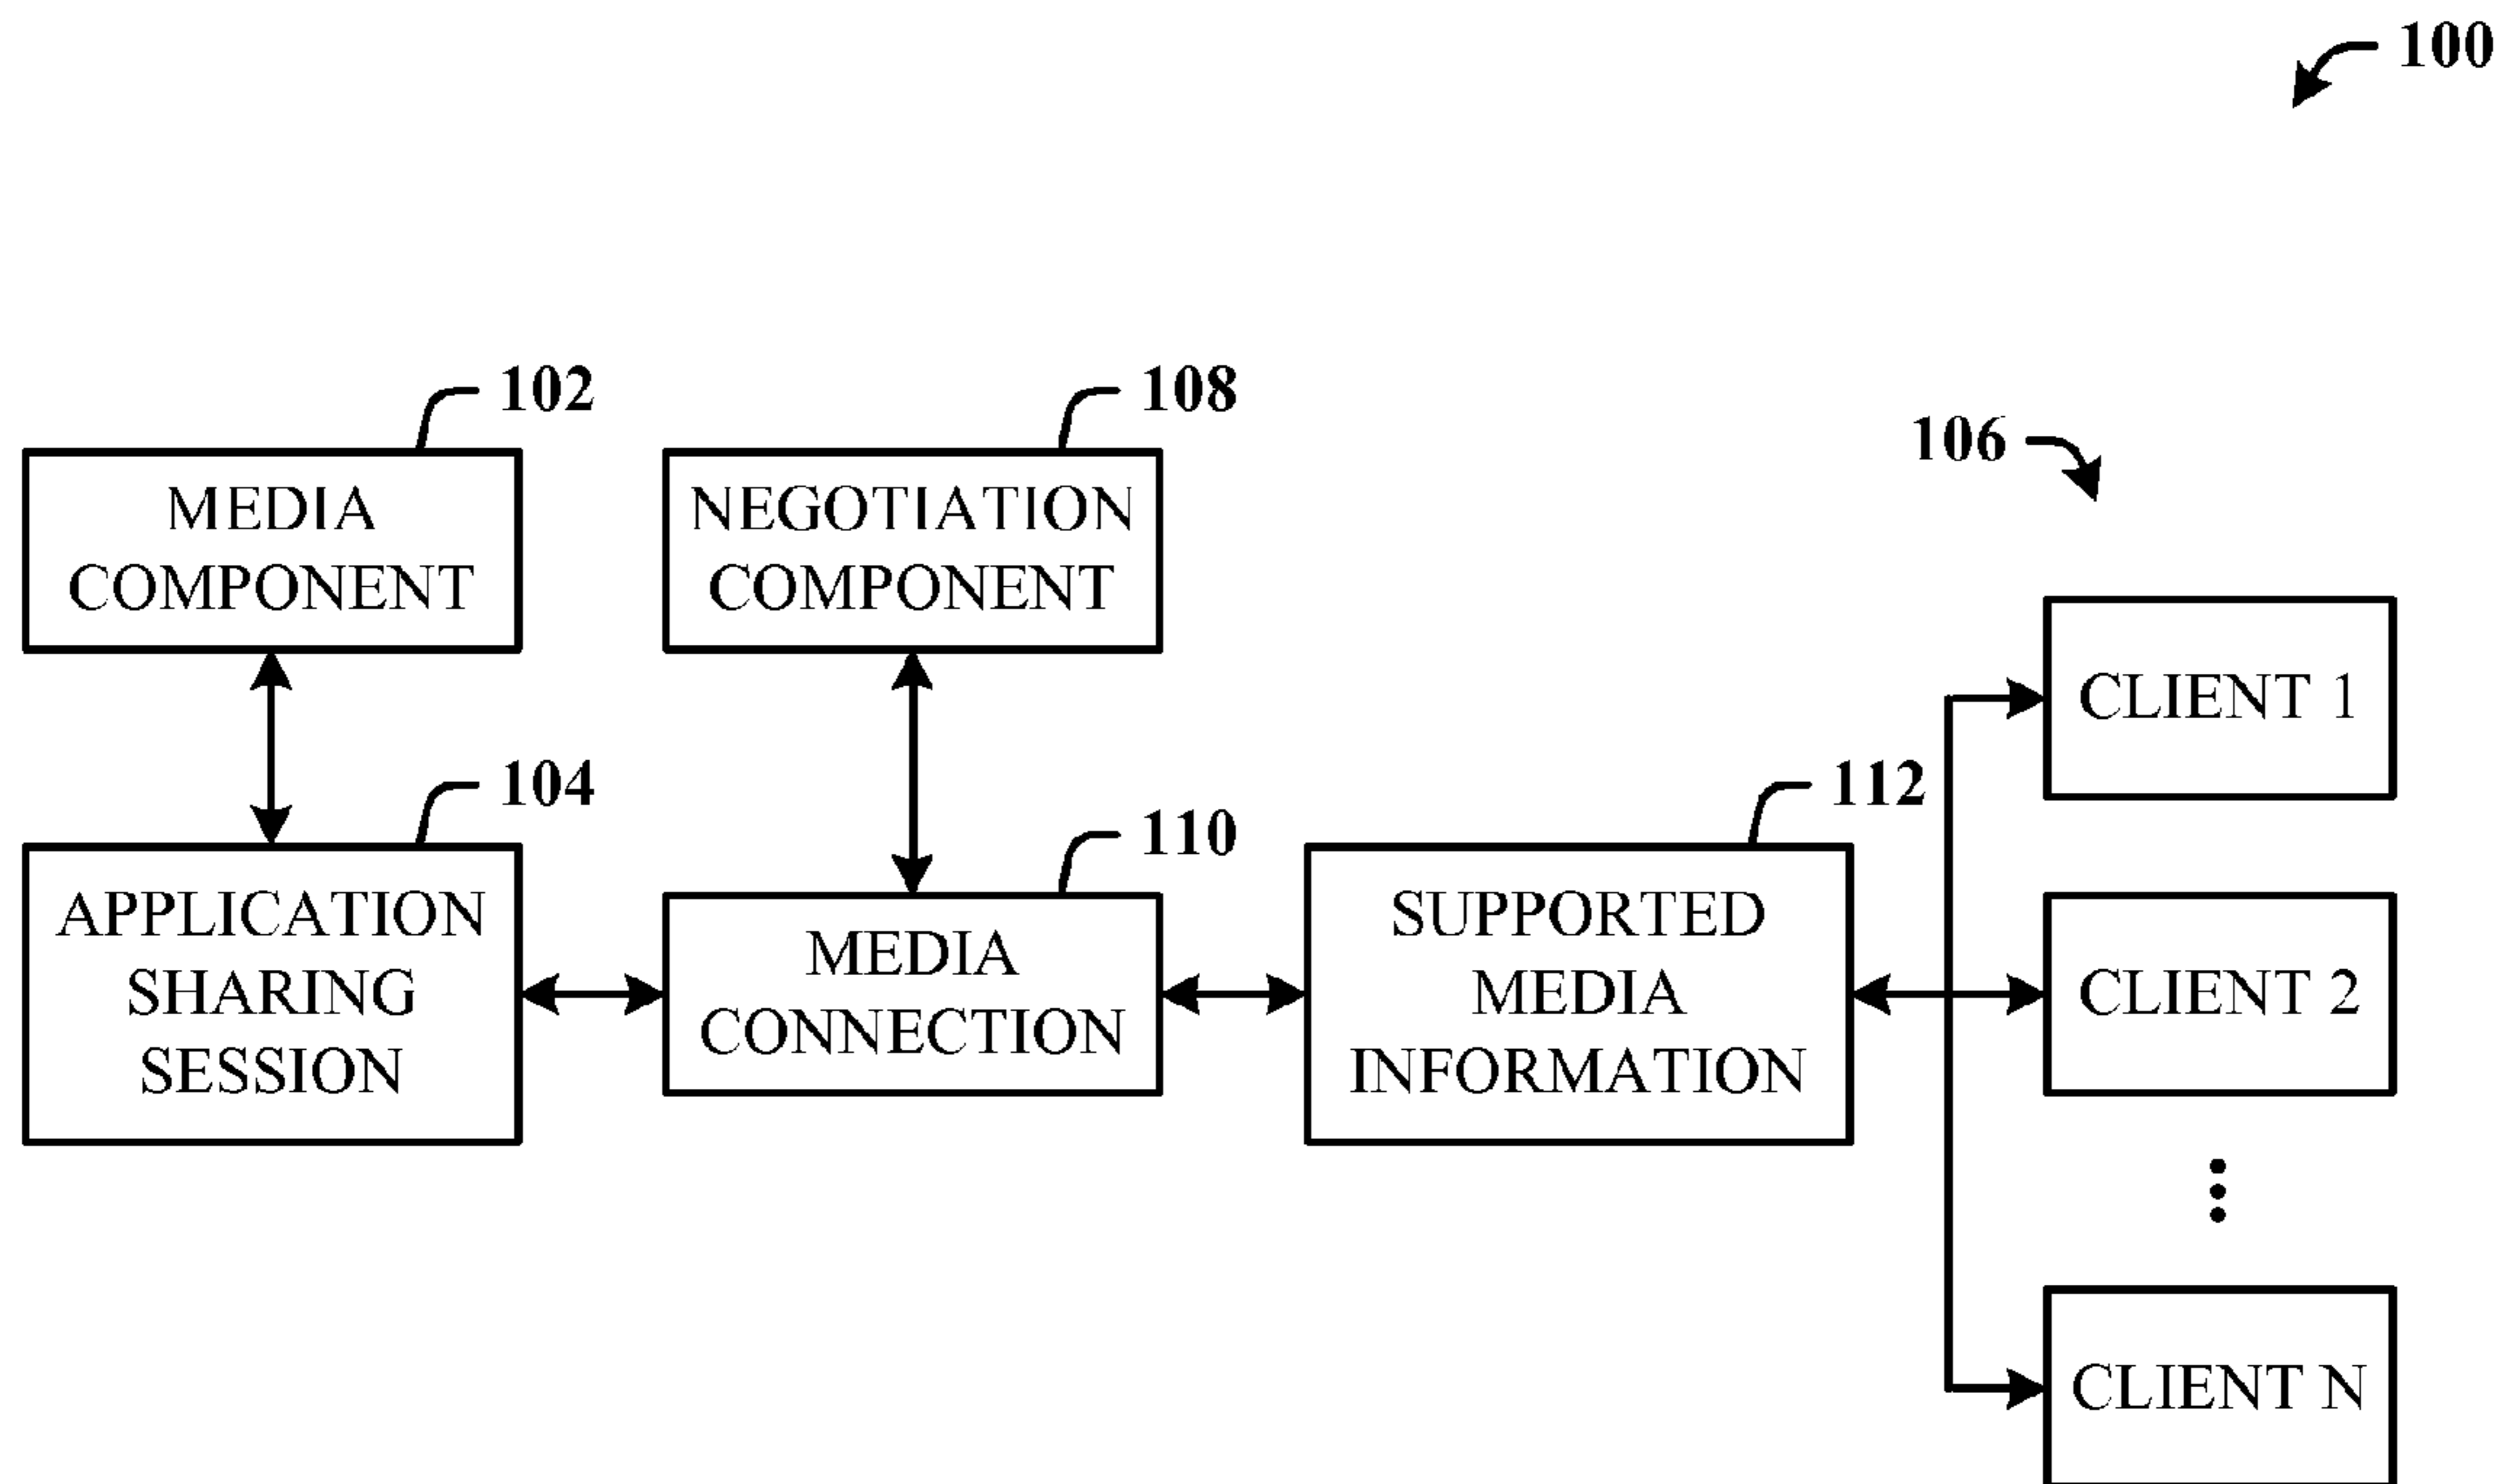 100
102
108
106
MEDIA
COMPONENT
NEGOTIATION
COMPONENT
CLIENT 1
104
110
112
APPLICATION
SHARING
SESSION
MEDIA
CONNECTION
SUPPORTED
MEDIA
INFORMATION
CLIENT 2
CLIENT N